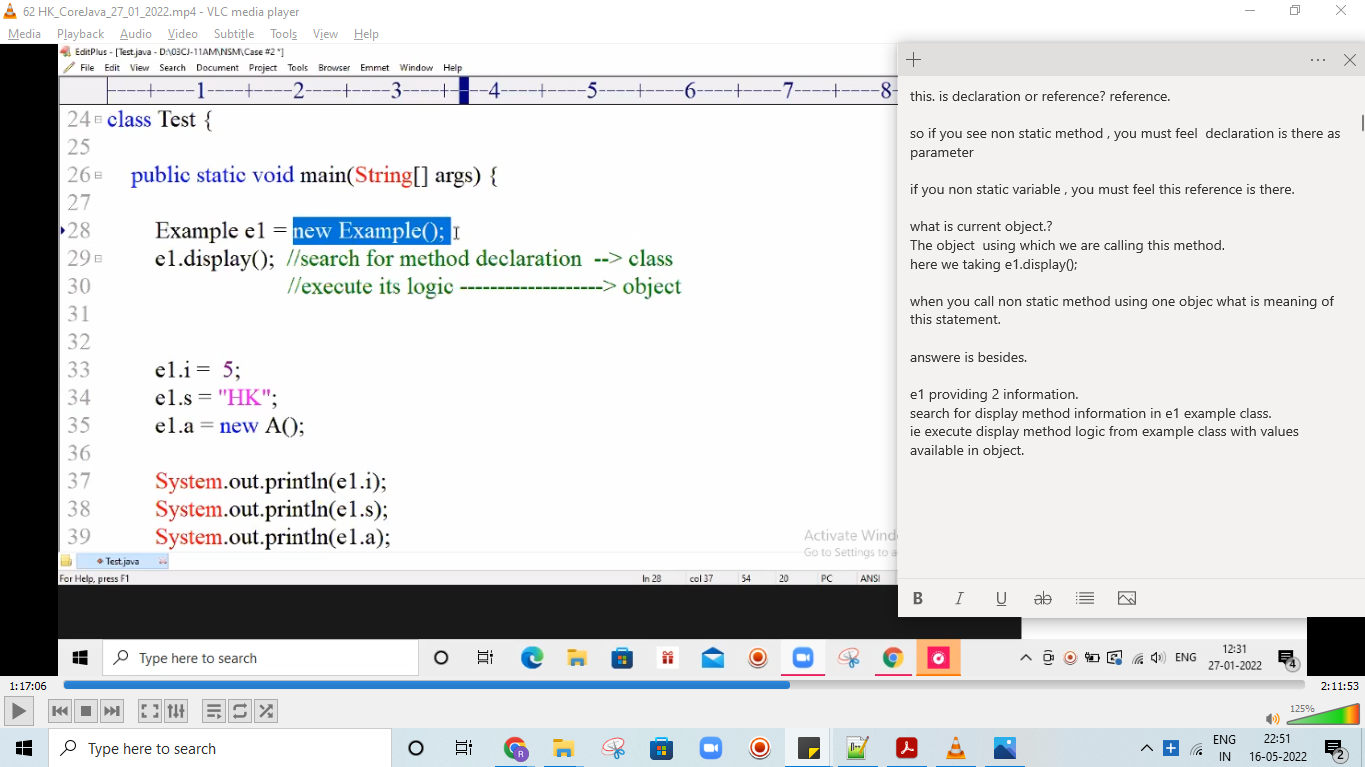 62 HK_CoreJava_27_01_2022.mp4 - VLC media player
Media Playback Audio Video Subtitle Tools View Help
EditPlus - [Test.java - D:\03CJ-11AM\NSM\Case #2 *]
File Edit View Search Document Project Tools Browser Emmet Window Help
----+----1----+----2----+----3----+----4----+----5----+----6----+----7----+----8--
24 class Test {
25
26 public static void main(String[] args) {
27
28 Example e1 = new Example();
29 e1.display(); //search for method declaration --> class
30 //execute its logic -------------------> object
31
32
33 e1.i = 5;
34 e1.s = "HK";
35 e1.a = new A();
36
37 System.out.println(e1.i);
38 System.out.println(e1.s);
39 System.out.println(e1.a);
Activate Wind
Go to Settings to a
Test.java
For Help, press F1 ln 28 col 37 54 20 PC ANSI
this. is declaration or reference? reference.
so if you see non static method , you must feel declaration is there as
parameter
if you non static variable , you must feel this reference is there.
what is current object.?
The object using which we are calling this method.
here we taking e1.display();
when you call non static method using one objec what is meaning of
this statement.
answere is besides.
e1 providing 2 information.
search for display method information in e1 example class.
ie execute display method logic from example class with values
available in object.
B I U ab
Type here to search
ENG
12:31
27-01-2022
4
1:17:06
2:11:53
125%
Type here to search
ENG
IN
22:51
16-05-2022
2